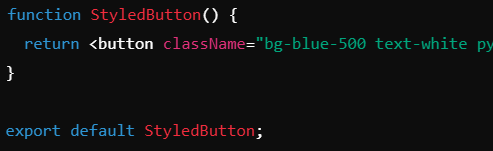 function StyledButton() {
  return <button className="bg-blue-500 text-white py
}

export default StyledButton;